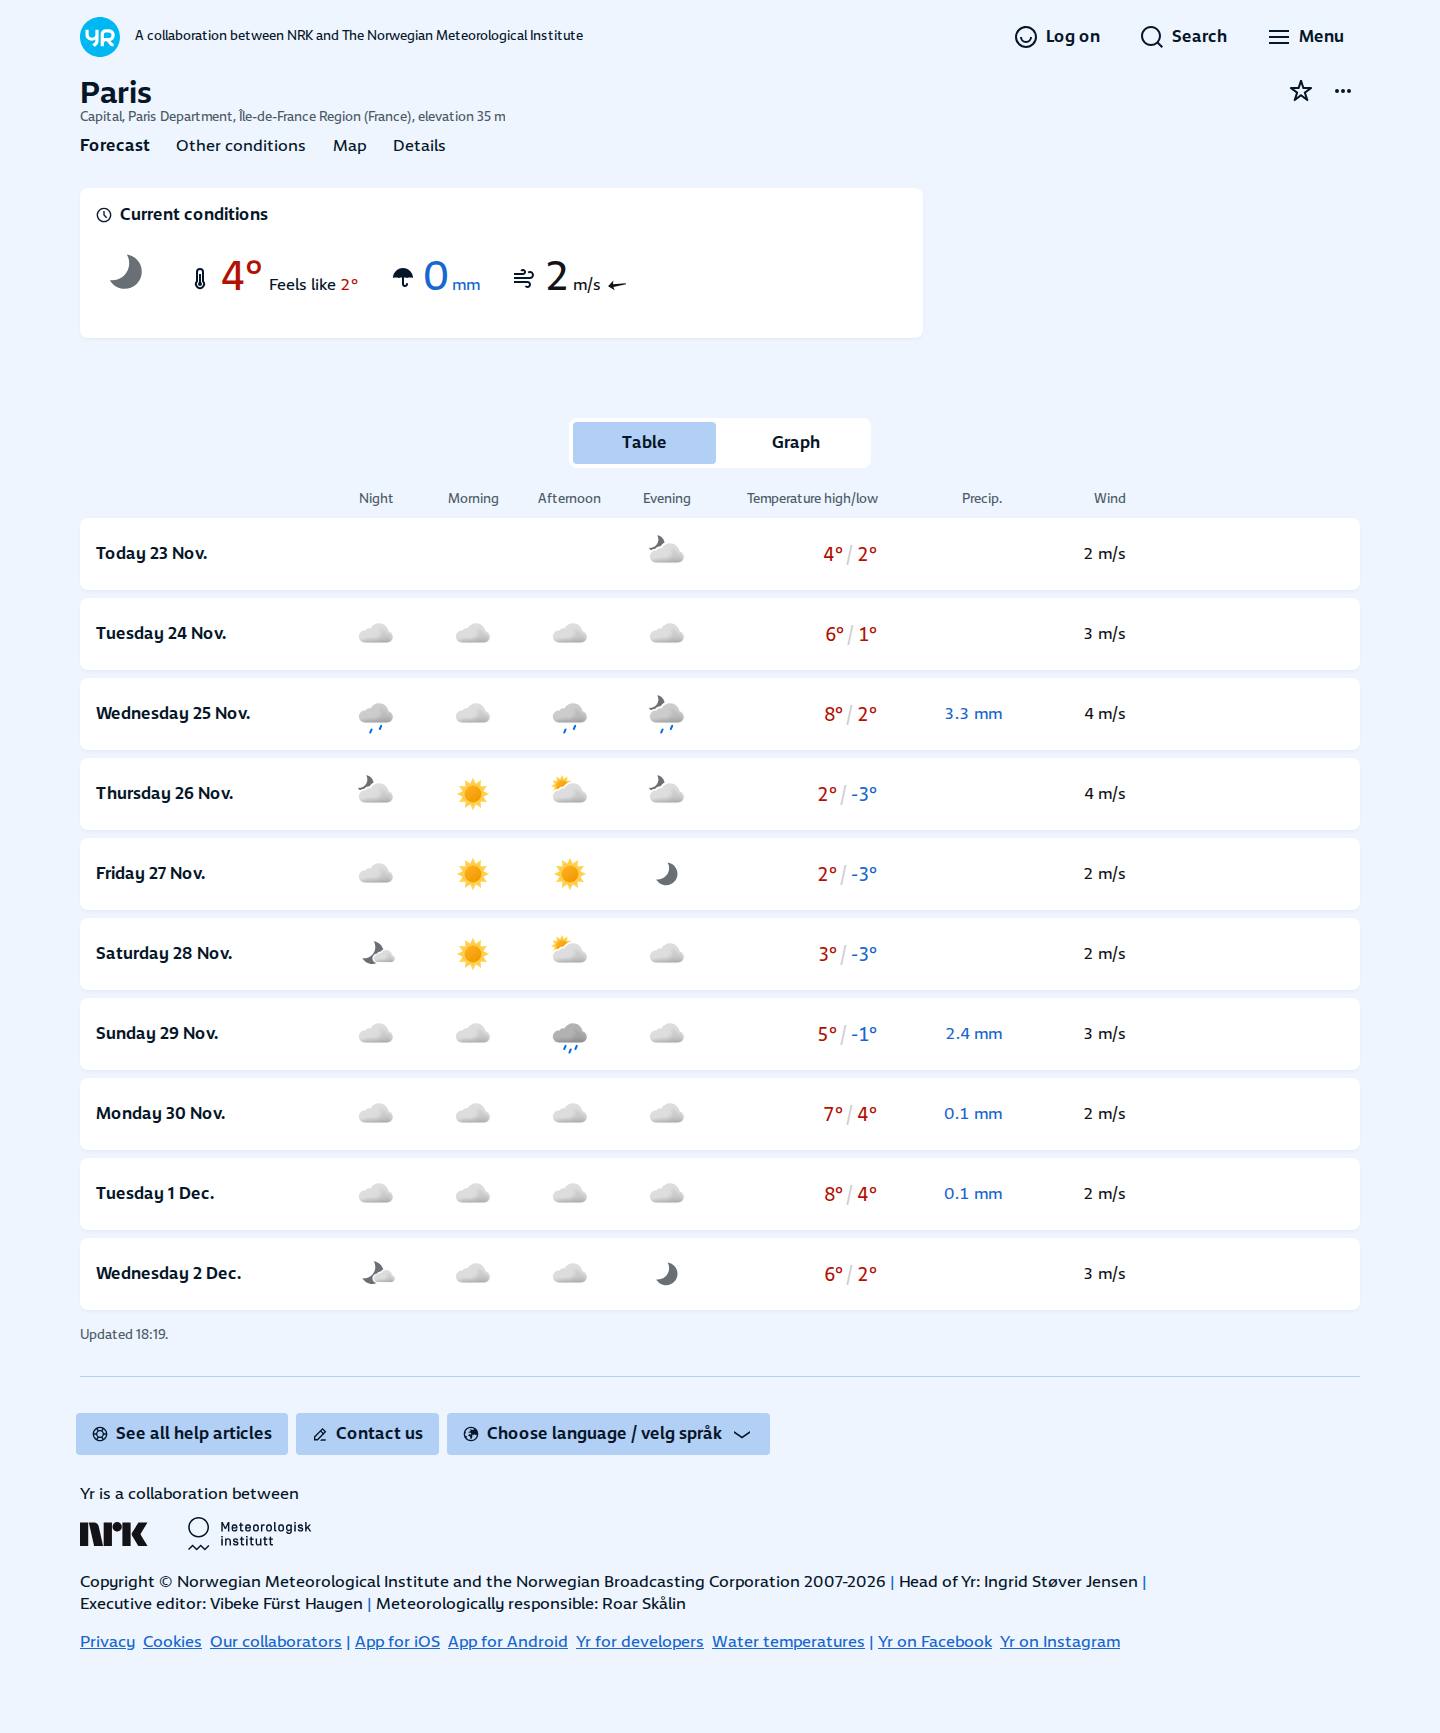 yr A collaboration between NRK and The Norwegian Meteorological Institute Log on Search Menu
Paris
Capital, Paris Department, Île-de-France Region (France), elevation 35 m
Forecast Other conditions Map Details
Current conditions
4° Feels like 2° 0 mm 2 m/s
Table Graph
Night Morning Afternoon Evening Temperature high/low Precip. Wind
Today 23 Nov. 4° / 2° 2 m/s
Tuesday 24 Nov. 6° / 1° 3 m/s
Wednesday 25 Nov. 8° / 2° 3.3 mm 4 m/s
Thursday 26 Nov. 2° / -3° 4 m/s
Friday 27 Nov. 2° / -3° 2 m/s
Saturday 28 Nov. 3° / -3° 2 m/s
Sunday 29 Nov. 5° / -1° 2.4 mm 3 m/s
Monday 30 Nov. 7° / 4° 0.1 mm 2 m/s
Tuesday 1 Dec. 8° / 4° 0.1 mm 2 m/s
Wednesday 2 Dec. 6° / 2° 3 m/s
Updated 18:19.
See all help articles Contact us Choose language / velg språk
Yr is a collaboration between
NRK Meteorologisk
institutt
Copyright © Norwegian Meteorological Institute and the Norwegian Broadcasting Corporation 2007-2026 | Head of Yr: Ingrid Støver Jensen |
Executive editor: Vibeke Fürst Haugen | Meteorologically responsible: Roar Skålin
Privacy Cookies Our collaborators | App for iOS App for Android Yr for developers Water temperatures | Yr on Facebook Yr on Instagram